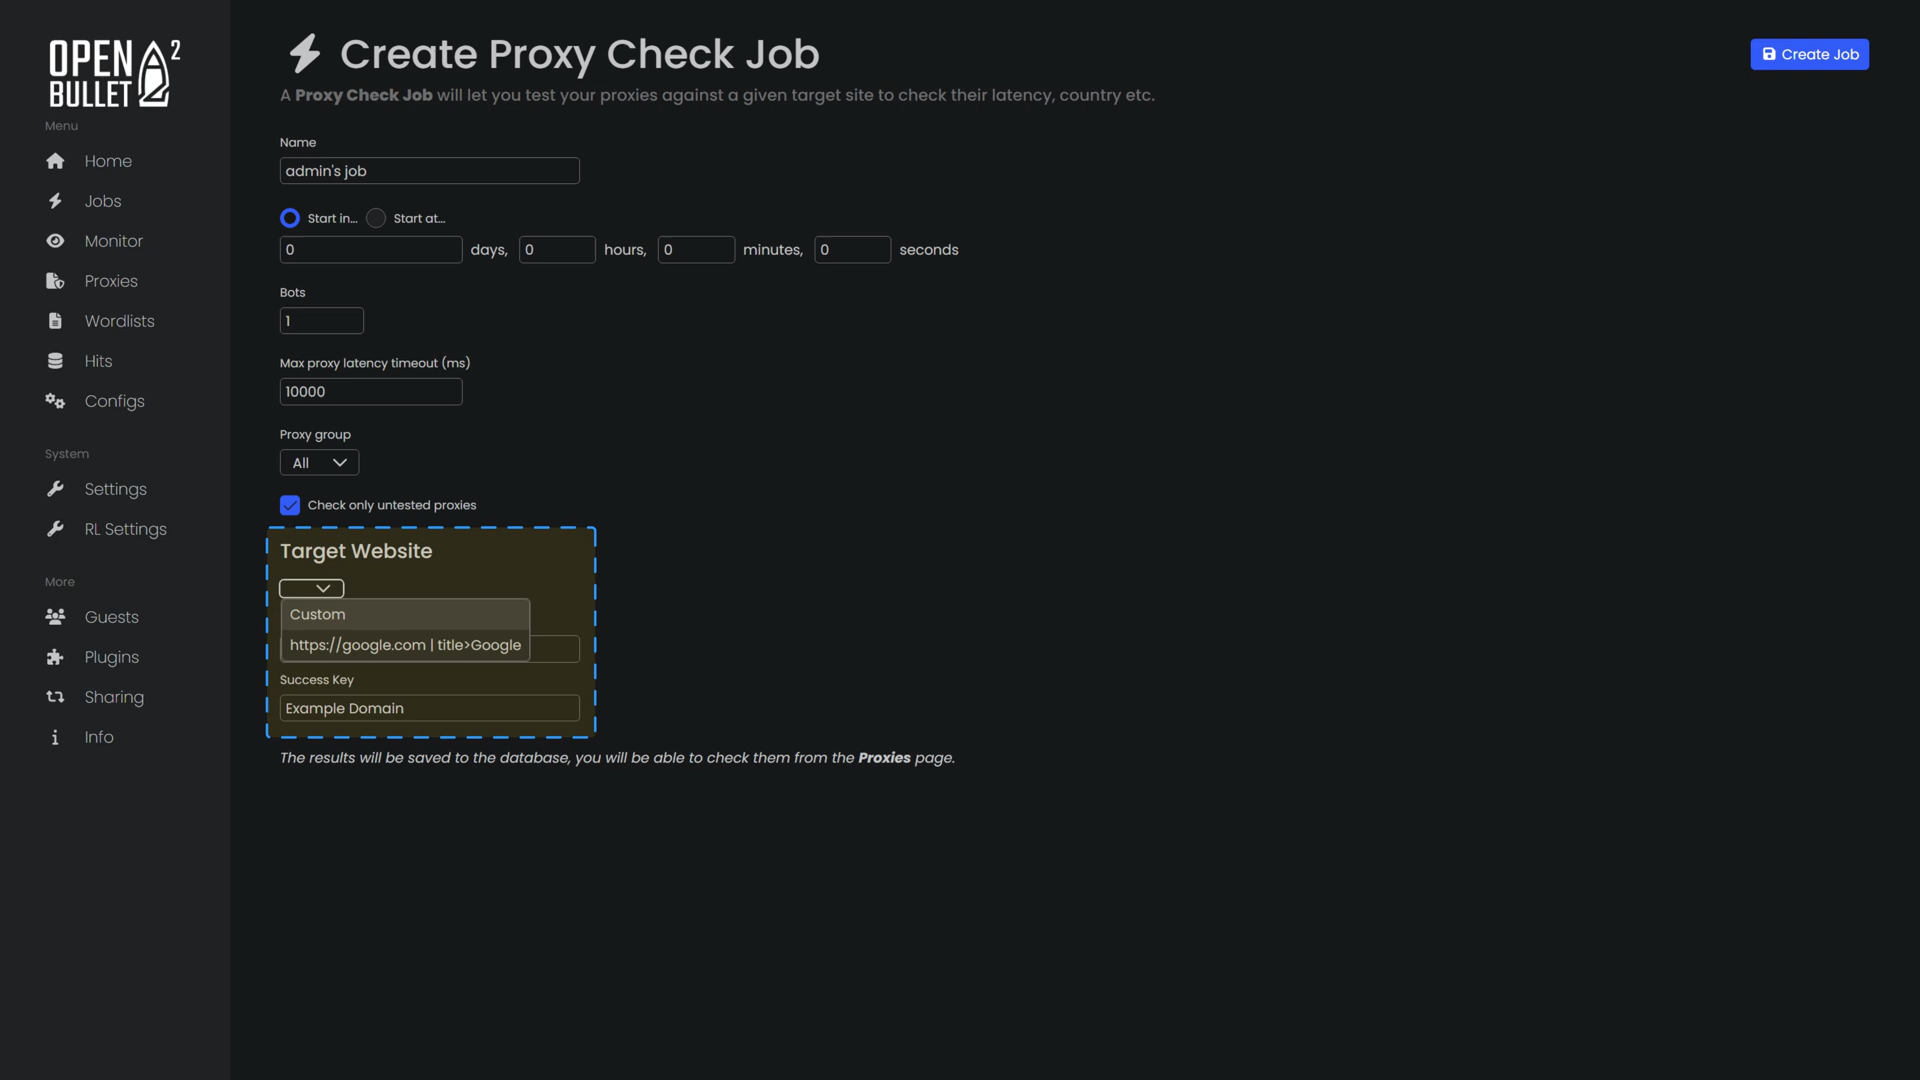 OPEN
BULLET 2
Menu
Home
Jobs
Monitor
Proxies
Wordlists
Hits
Configs
System
Settings
RL Settings
More
Guests
Plugins
Sharing
Info
Create Proxy Check Job
Create Job
A Proxy Check Job will let you test your proxies against a given target site to check their latency, country etc.
Name
admin's job
Start in... Start at...
0 days, 0 hours, 0 minutes, 0 seconds
Bots
1
Max proxy latency timeout (ms)
10000
Proxy group
All
Check only untested proxies
Target Website
Custom
https://google.com | title>Google
Success Key
Example Domain
The results will be saved to the database, you will be able to check them from the Proxies page.